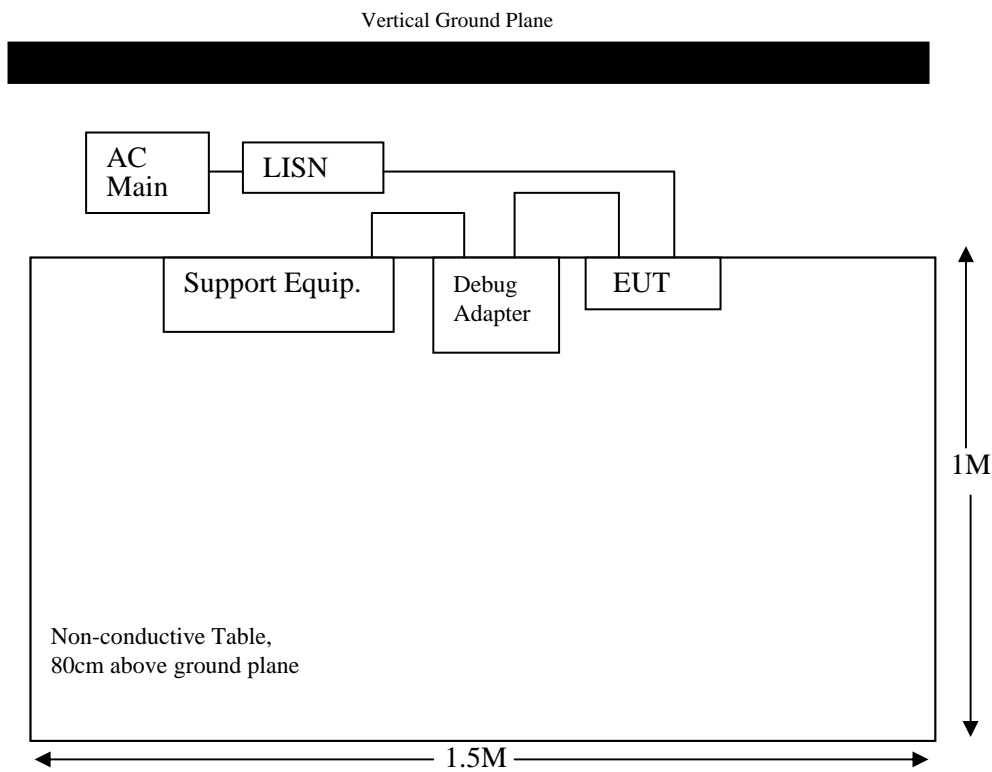 Vertical Ground Plane
AC
Main
LISN
Support Equip.
Debug
Adapter
EUT
1M
Non-conductive Table,
80cm above ground plane
1.5M